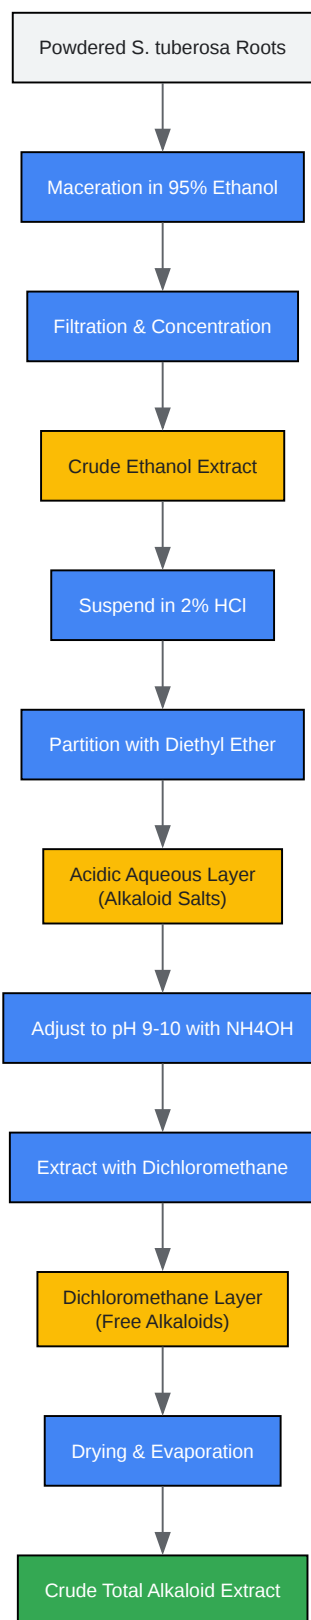 Powdered S. tuberosa Roots
Maceration in 95% Ethanol
Filtration & Concentration
Crude Ethanol Extract
Suspend in 2% HCl
Partition with Diethyl Ether
Acidic Aqueous Layer
(Alkaloid Salts)
Adjust to pH 9-10 with NH4OH
Extract with Dichloromethane
Dichloromethane Layer
(Free Alkaloids)
Drying & Evaporation
Crude Total Alkaloid Extract